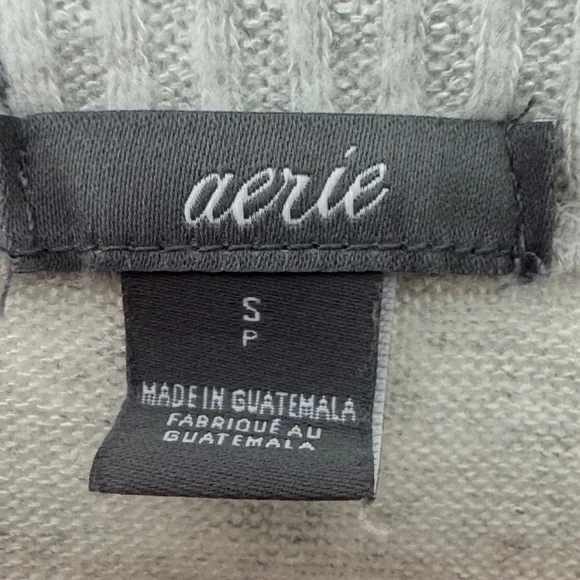 aerie
S
P
MADE IN GUATEMALA
FABRIQUÉ AU
GUATEMALA